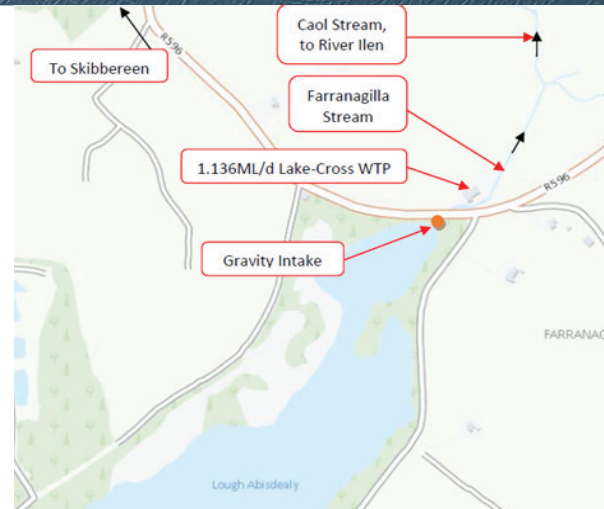 Caol Stream,
to River Ilen
R596
To Skibbereen
Farranagilla
Stream
1.136ML/d Lake-Cross WTP
R596
Gravity Intake
FARRANAG
Lough Abisdealy